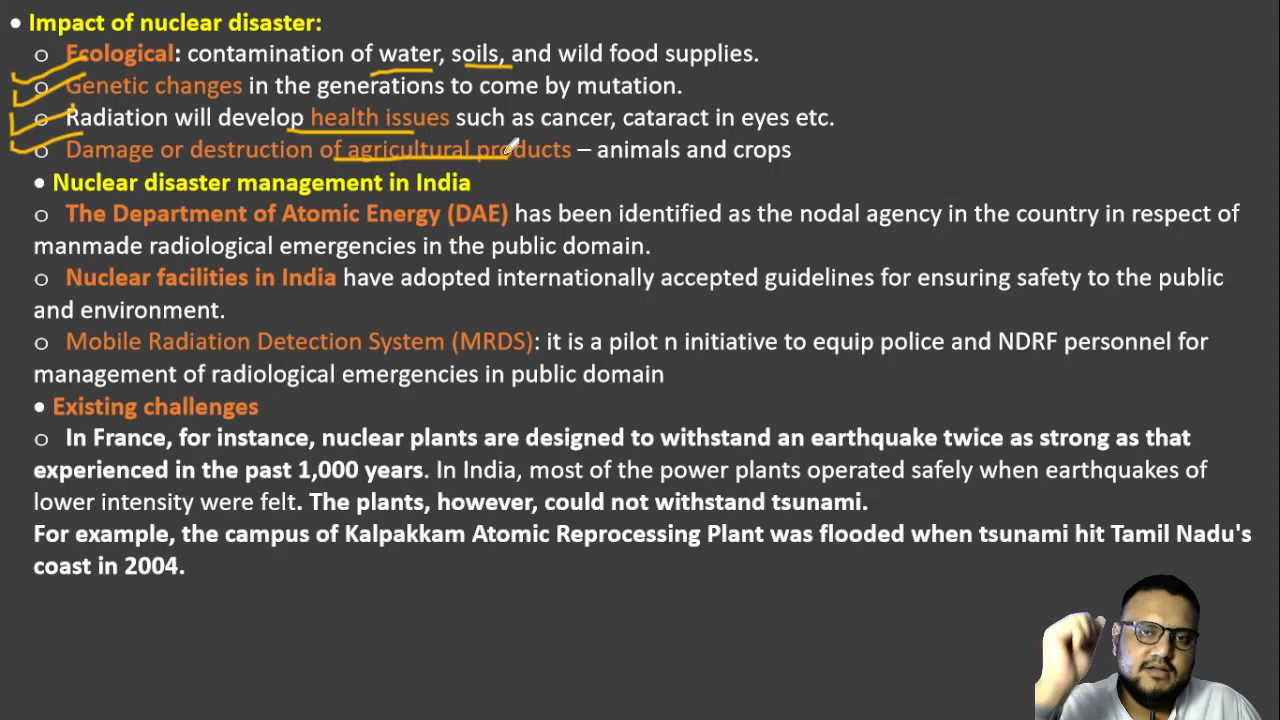 • Impact of nuclear disaster:
o Ecological: contamination of water, soils, and wild food supplies.
o Genetic changes in the generations to come by mutation.
o Radiation will develop health issues such as cancer, cataract in eyes etc.
o Damage or destruction of agricultural products – animals and crops
• Nuclear disaster management in India
o The Department of Atomic Energy (DAE) has been identified as the nodal agency in the country in respect of
manmade radiological emergencies in the public domain.
o Nuclear facilities in India have adopted internationally accepted guidelines for ensuring safety to the public
and environment.
o Mobile Radiation Detection System (MRDS): it is a pilot n initiative to equip police and NDRF personnel for
management of radiological emergencies in public domain
• Existing challenges
o In France, for instance, nuclear plants are designed to withstand an earthquake twice as strong as that
experienced in the past 1,000 years. In India, most of the power plants operated safely when earthquakes of
lower intensity were felt. The plants, however, could not withstand tsunami.
For example, the campus of Kalpakkam Atomic Reprocessing Plant was flooded when tsunami hit Tamil Nadu's
coast in 2004.